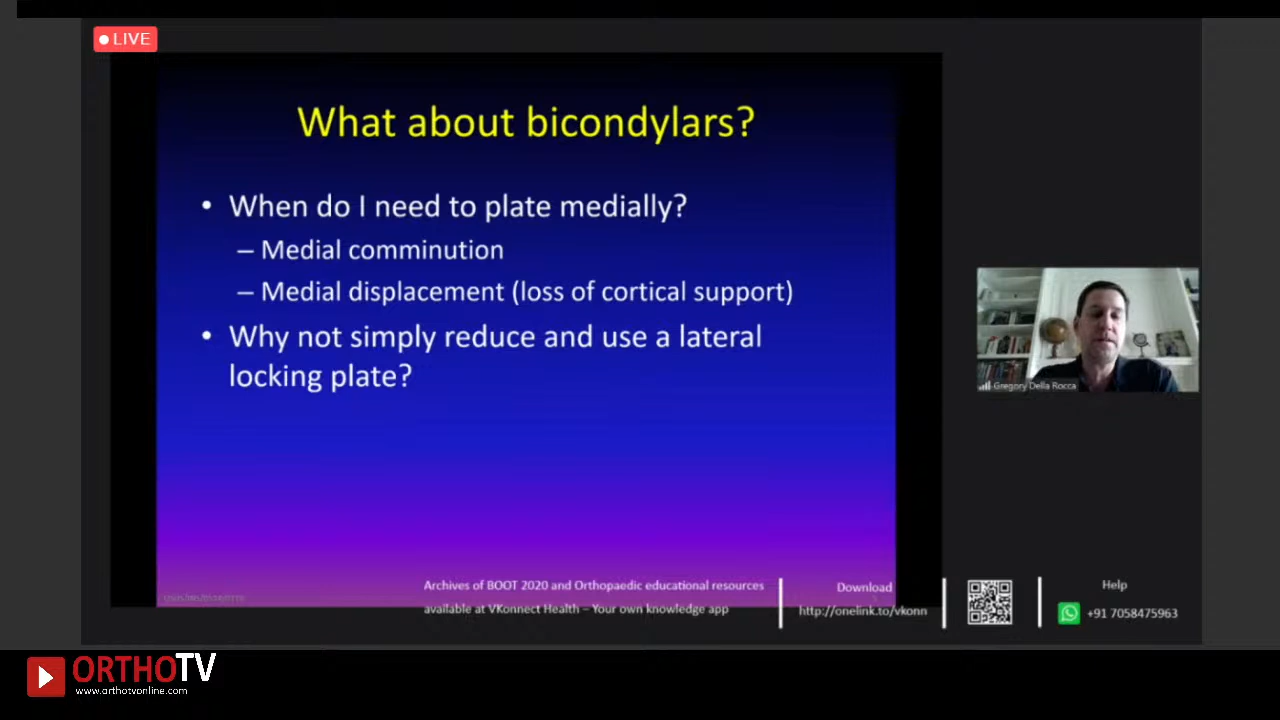 LIVE
What about bicondylars?
• When do I need to plate medially?
– Medial comminution
– Medial displacement (loss of cortical support)
• Why not simply reduce and use a lateral
locking plate?
Gregory Della Rocca
Archives of BOOT 2020 and Orthopaedic educational resources
available at VKonnect Health – Your own knowledge app
Download
http://onelink.to/vkonn
Help
+91 7058475963
ORTHOTV
www.orthotvonline.com